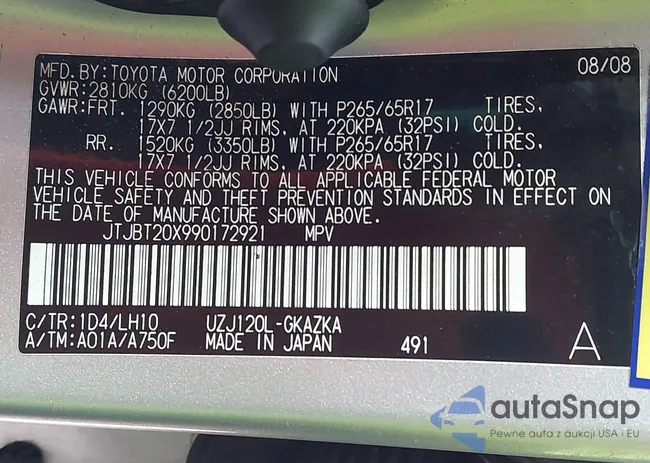 MFD. BY: TOYOTA MOTOR CORPORATION 08/08
GVWR: 2810KG (6200LB)
GAWR: FRT. 1290KG (2850LB) WITH P265/65R17 TIRES,
17X7 1/2JJ RIMS, AT 220KPA (32PSI) COLD.
RR. 1520KG (3350LB) WITH P265/65R17 TIRES,
17X7 1/2JJ RIMS, AT 220KPA (32PSI) COLD.
THIS VEHICLE CONFORMS TO ALL APPLICABLE FEDERAL MOTOR
VEHICLE SAFETY AND THEFT PREVENTION STANDARDS IN EFFECT ON
THE DATE OF MANUFACTURE SHOWN ABOVE.
JTJBT20X990172921 MPV
C/TR: 1D4/LH10 UZJ120L-GKAZKA
A/TM: A01A/A750F MADE IN JAPAN 491 A
autaSnap
Pewne auta z aukcji USA i EU